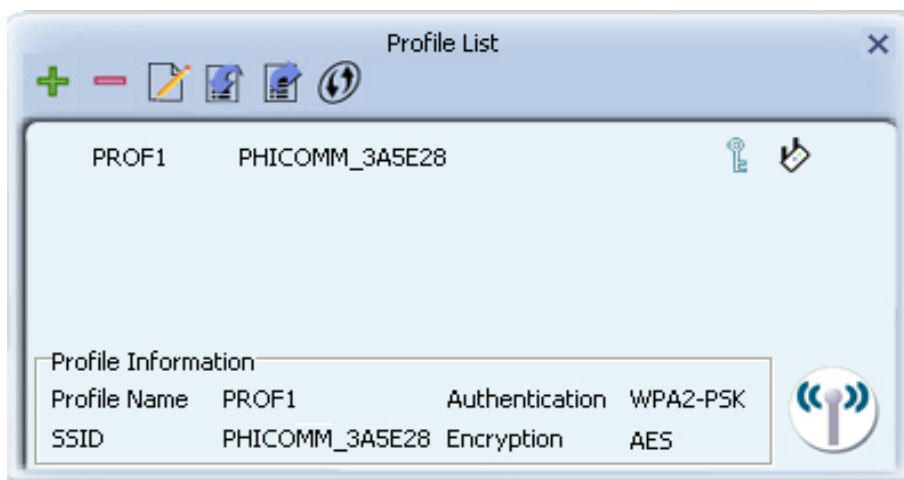 Profile List
PROF1 PHICOMM_3A5E28
Profile Information
Profile Name PROF1 Authentication WPA2-PSK
SSID PHICOMM_3A5E28 Encryption AES